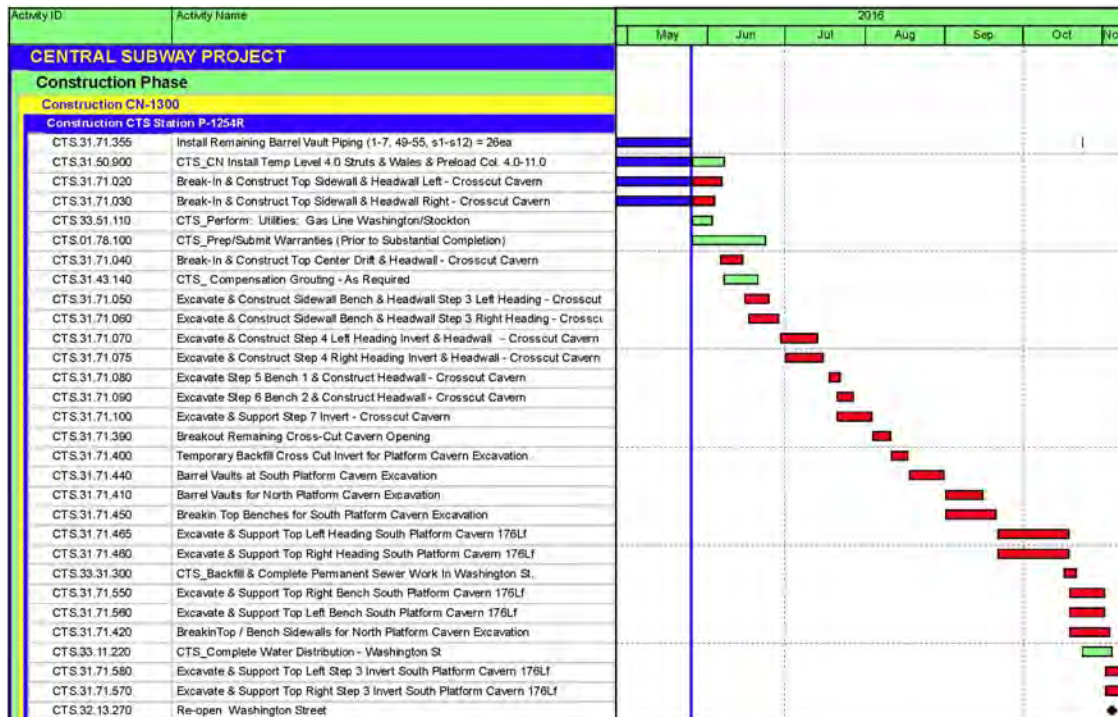 Activity ID Activity Name 2016
May Jun Jul Aug Sep Oct No
CENTRAL SUBWAY PROJECT
Construction Phase
Construction CN-1300
Construction CTS Station P-1254R
CTS.31.71.355 Install Remaining Barrel Vault Piping (1-7, 49-55, s1-s12) = 26ea
CTS.31.50.900 CTS_CN Install Temp Level 4.0 Struts & Wales & Preload Col. 4.0-11.0
CTS.31.71.020 Break-In & Construct Top Sidewall & Headwall Left - Crosscut Cavern
CTS.31.71.030 Break-In & Construct Top Sidewall & Headwall Right - Crosscut Cavern
CTS.33.51.110 CTS_Perform: Utilities: Gas Line Washington/Stockton
CTS.01.78.100 CTS_Prep/Submit Warranties (Prior to Substantial Completion)
CTS.31.71.040 Break-In & Construct Top Center Drift & Headwall - Crosscut Cavern
CTS.31.43.140 CTS_ Compensation Grouting - As Required
CTS.31.71.050 Excavate & Construct Sidewall Bench & Headwall Step 3 Left Heading - Crosscut
CTS.31.71.060 Excavate & Construct Sidewall Bench & Headwall Step 3 Right Heading - Crosscu
CTS.31.71.070 Excavate & Construct Step 4 Left Heading Invert & Headwall - Crosscut Cavern
CTS.31.71.075 Excavate & Construct Step 4 Right Heading Invert & Headwall - Crosscut Cavern
CTS.31.71.080 Excavate Step 5 Bench 1 & Construct Headwall - Crosscut Cavern
CTS.31.71.090 Excavate Step 6 Bench 2 & Construct Headwall - Crosscut Cavern
CTS.31.71.100 Excavate & Support Step 7 Invert - Crosscut Cavern
CTS.31.71.390 Breakout Remaining Cross-Cut Cavern Opening
CTS.31.71.400 Temporary Backfill Cross Cut Invert for Platform Cavern Excavation
CTS.31.71.440 Barrel Vaults at South Platform Cavern Excavation
CTS.31.71.410 Barrel Vaults for North Platform Cavern Excavation
CTS.31.71.450 Breakin Top Benches for South Platform Cavern Excavation
CTS.31.71.465 Excavate & Support Top Left Heading South Platform Cavern 176Lf
CTS.31.71.460 Excavate & Support Top Right Heading South Platform Cavern 176Lf
CTS.33.31.300 CTS_Backfill & Complete Permanent Sewer Work In Washington St.
CTS.31.71.550 Excavate & Support Top Right Bench South Platform Cavern 176Lf
CTS.31.71.560 Excavate & Support Top Left Bench South Platform Cavern 176Lf
CTS.31.71.420 BreakinTop / Bench Sidewalls for North Platform Cavern Excavation
CTS.33.11.220 CTS_Complete Water Distribution - Washington St
CTS.31.71.580 Excavate & Support Top Left Step 3 Invert South Platform Cavern 176Lf
CTS.31.71.570 Excavate & Support Top Right Step 3 Invert South Platform Cavern 176Lf
CTS.32.13.270 Re-open Washington Street